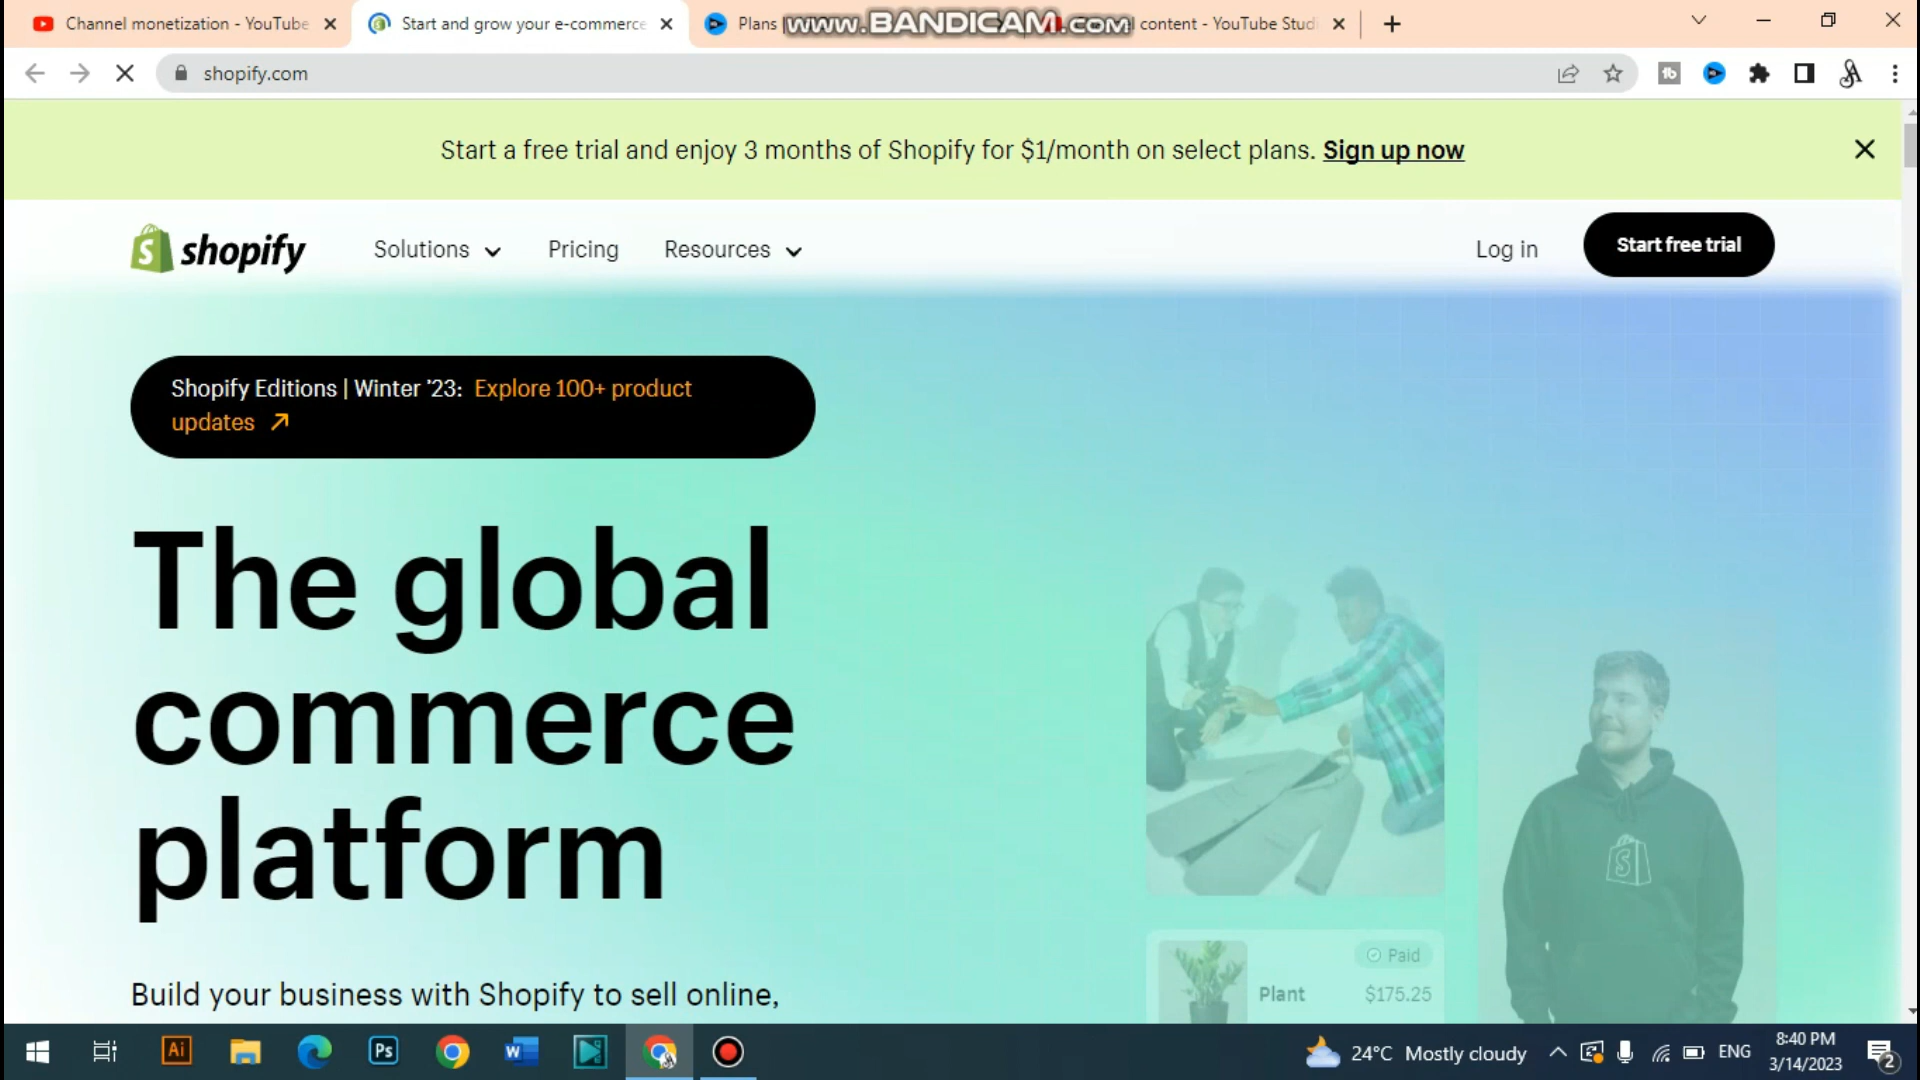 Channel monetization - YouTube
Start and grow your e-commerce
Plans
www.BANDICAM.com
content - YouTube Stud
shopify.com
Start a free trial and enjoy 3 months of Shopify for $1/month on select plans. Sign up now
shopify
Solutions
Pricing
Resources
Log in
Start free trial
Shopify Editions | Winter '23: Explore 100+ product
updates
The global
commerce
platform
Build your business with Shopify to sell online,
Paid
Plant
$175.25
Ai
Ps
24°C Mostly cloudy
ENG
8:40 PM
3/14/2023
2